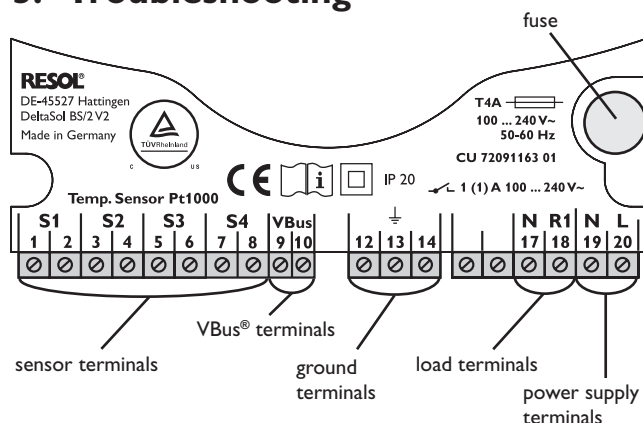 5. Troubleshooting
fuse
RESOL®
DE-45527 Hattingen
DeltaSol BS/2 V2
Made in Germany
TÜVRheinland
C US
T4A
100 ... 240 V~
50-60 Hz
CU 72091163 01
CE i IP 20
1 (1) A 100 ... 240 V~
Temp. Sensor Pt1000
S1 S2 S3 S4 VBus N R1 N L
1 2 3 4 5 6 7 8 9 10 12 13 14 17 18 19 20
VBus® terminals
sensor terminals
ground
terminals
load terminals
power supply
terminals